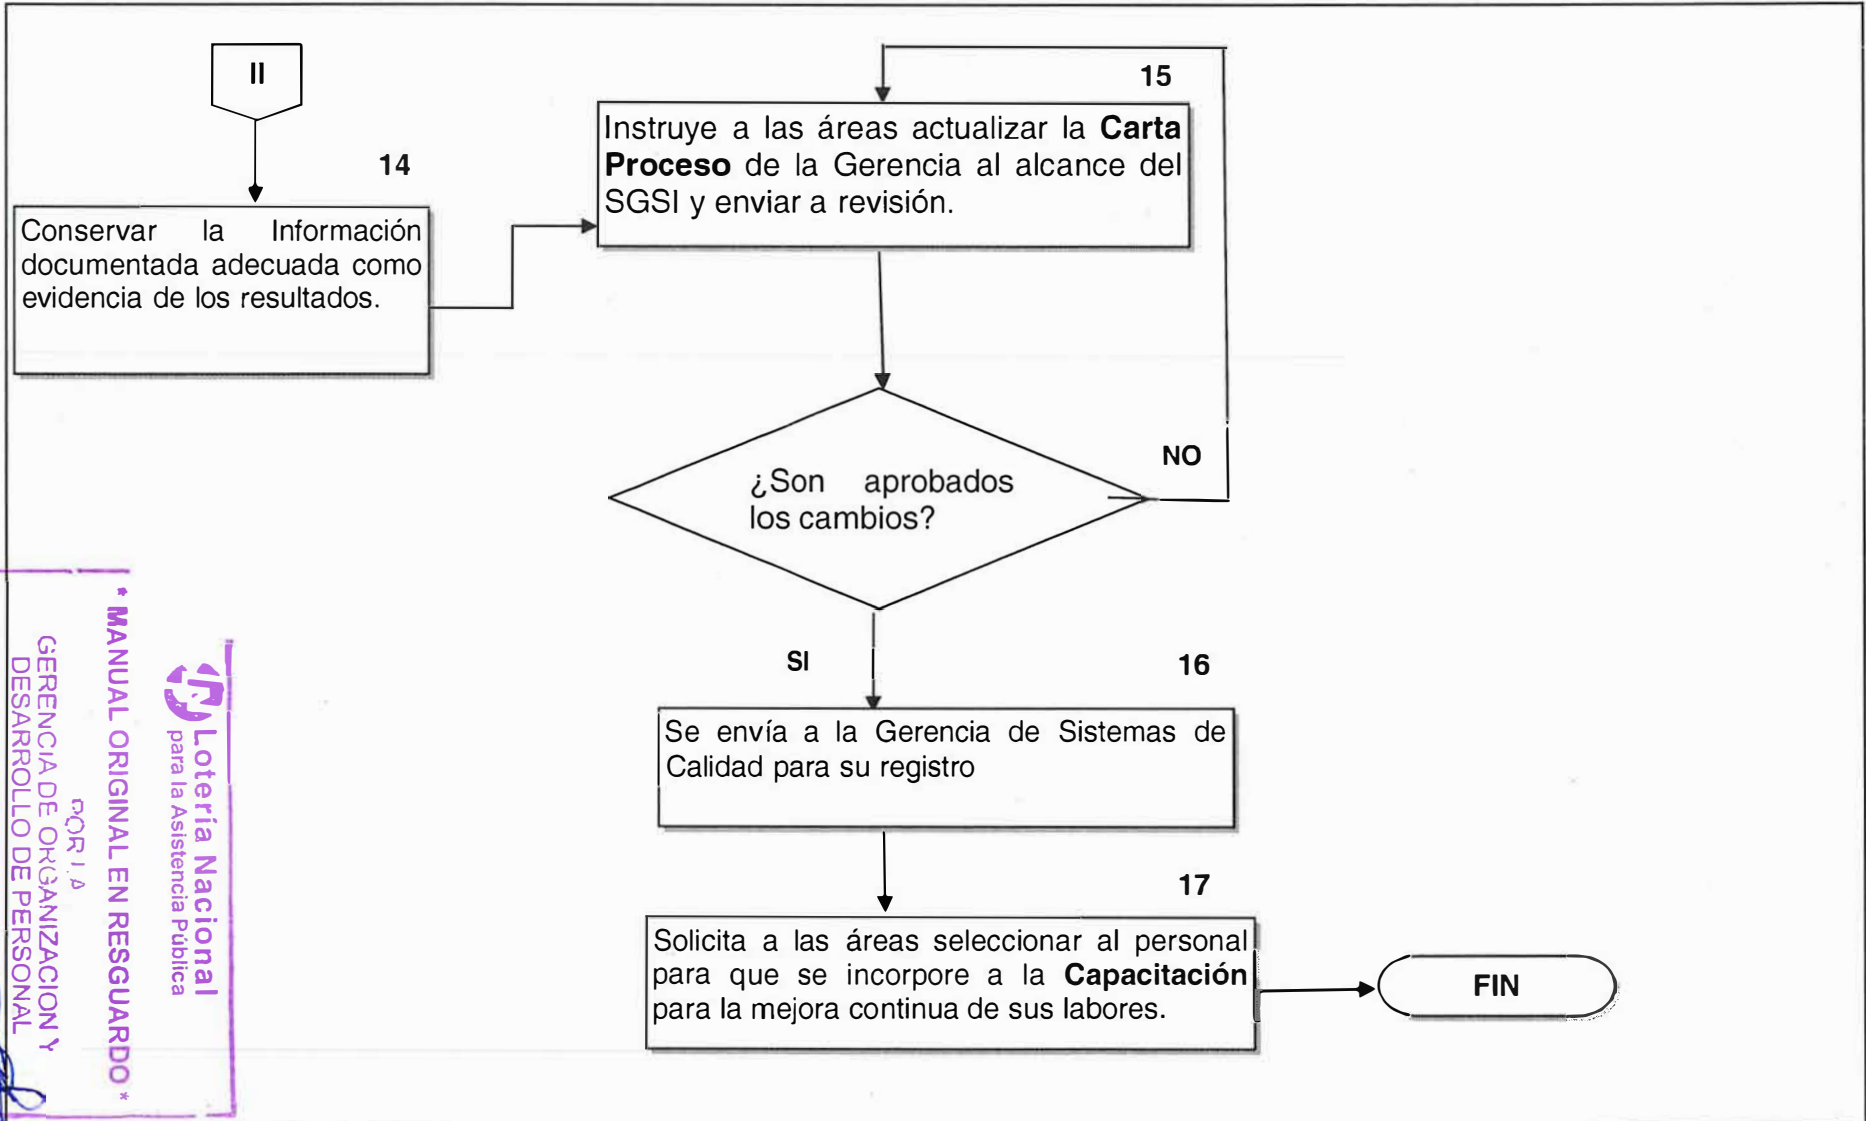 II
14
Conservar la Información
documentada adecuada como
evidencia de los resultados.
15
Instruye a las áreas actualizar la Carta
Proceso de la Gerencia al alcance del
SGSI y enviar a revisión.
¿Son aprobados
los cambios?
NO
SI
16
Se envía a la Gerencia de Sistemas de
Calidad para su registro
17
Solicita a las áreas seleccionar al personal
para que se incorpore a la Capacitación
para la mejora continua de sus labores.
FIN
Lotería Nacional
para la Asistencia Pública
* MANUAL ORIGINAL EN RESGUARDO *
POR LA
GERENCIA DE ORGANIZACION Y
DESARROLLO DE PERSONAL